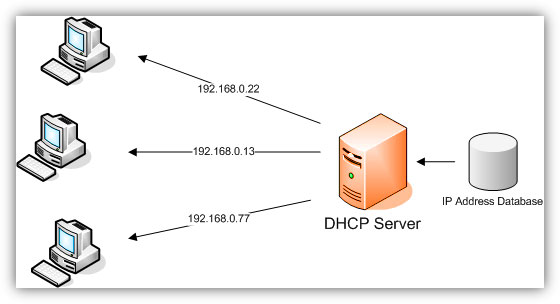 192.168.0.22
192.168.0.13
192.168.0.77
DHCP Server
IP Address Database